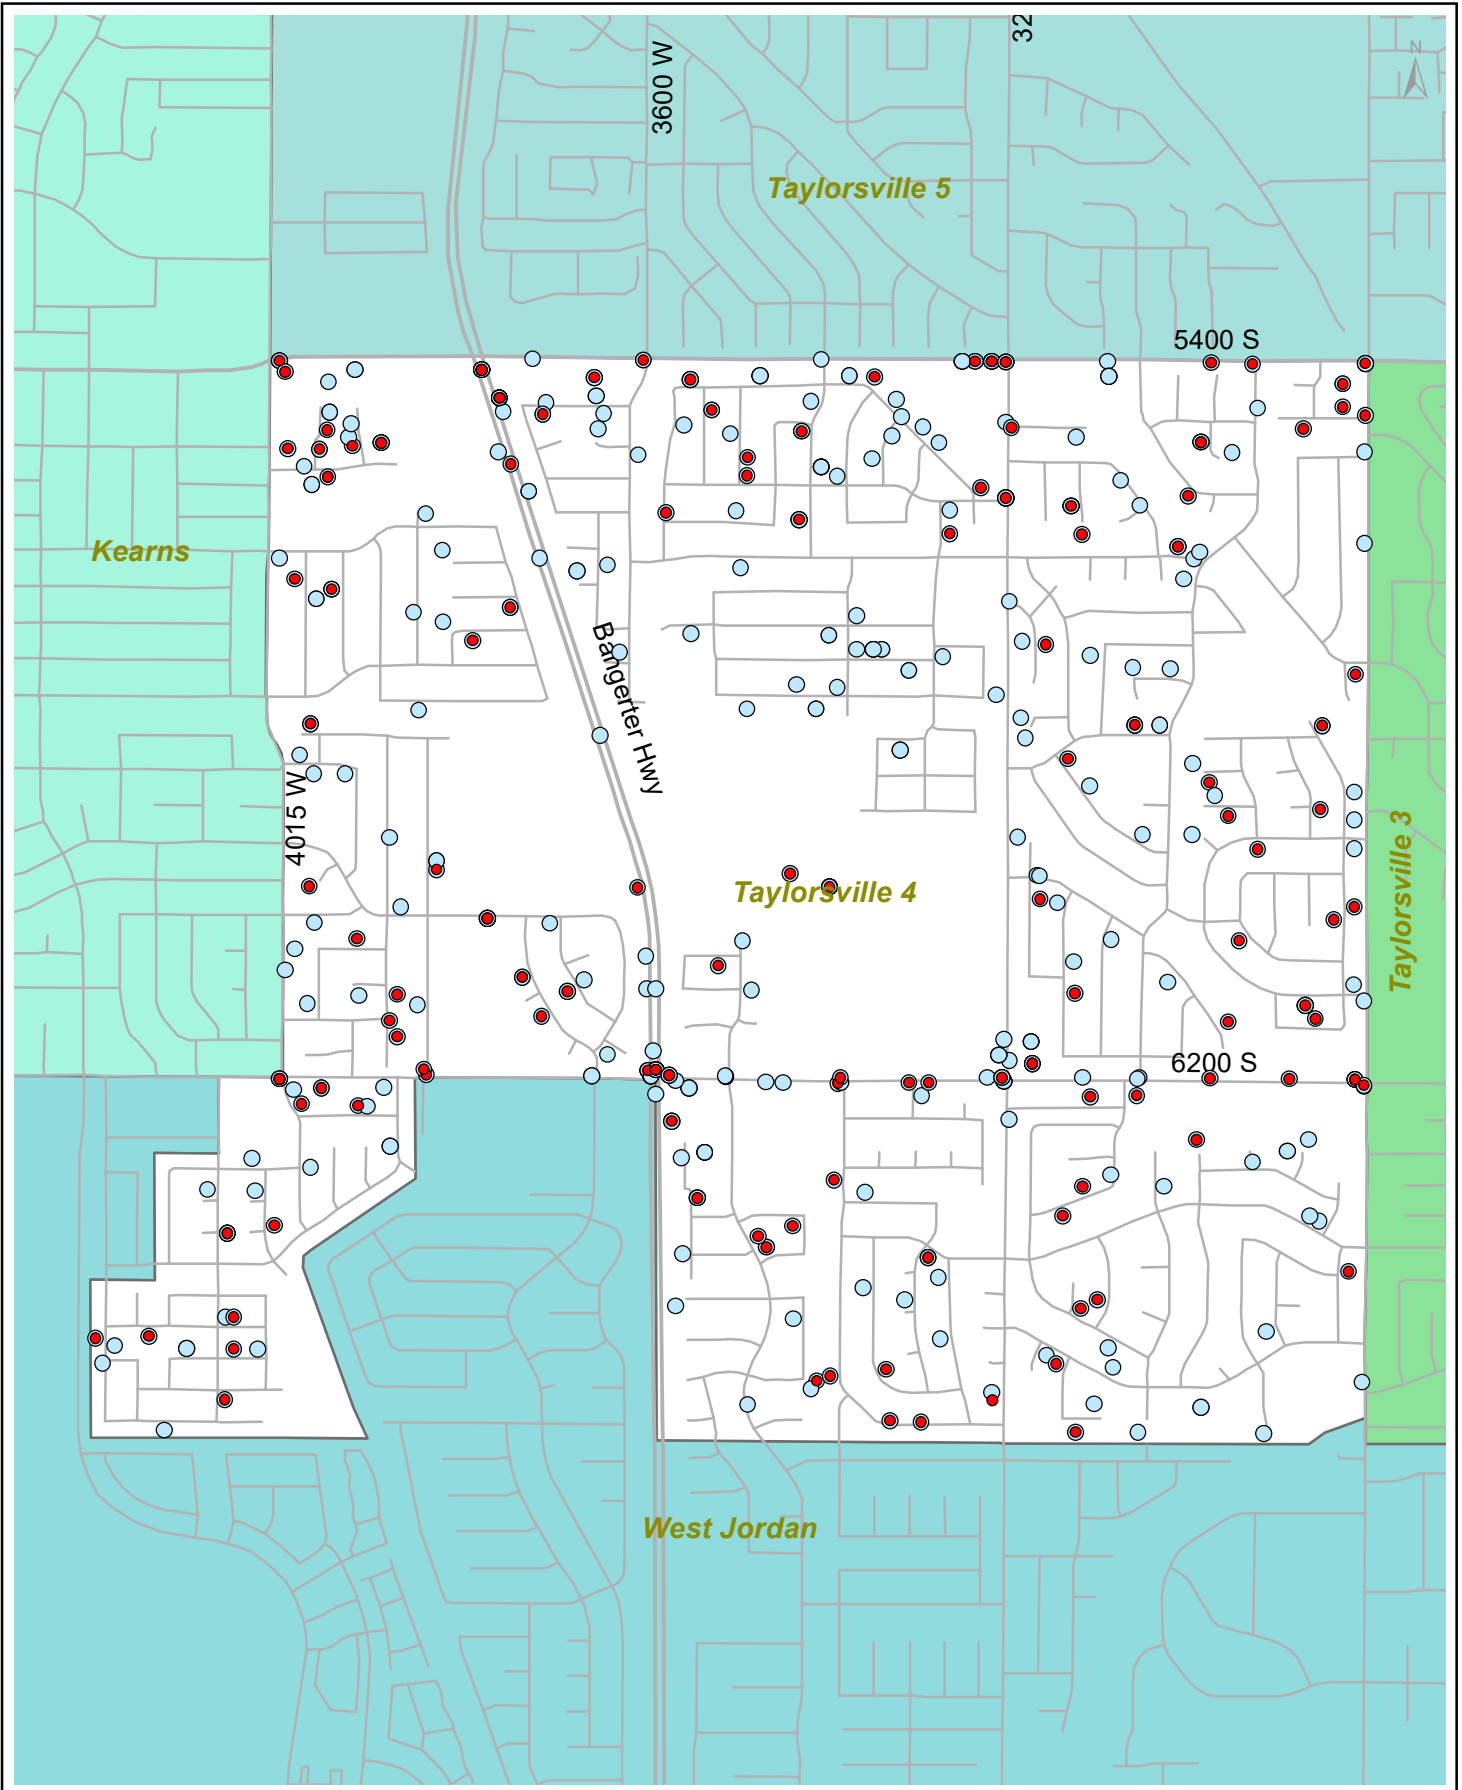 32
3600 W
N
Taylorsville 5
5400 S
Kearns
Bangerter Hwy
4015 W
Taylorsville 4
Taylorsville 3
6200 S
West Jordan